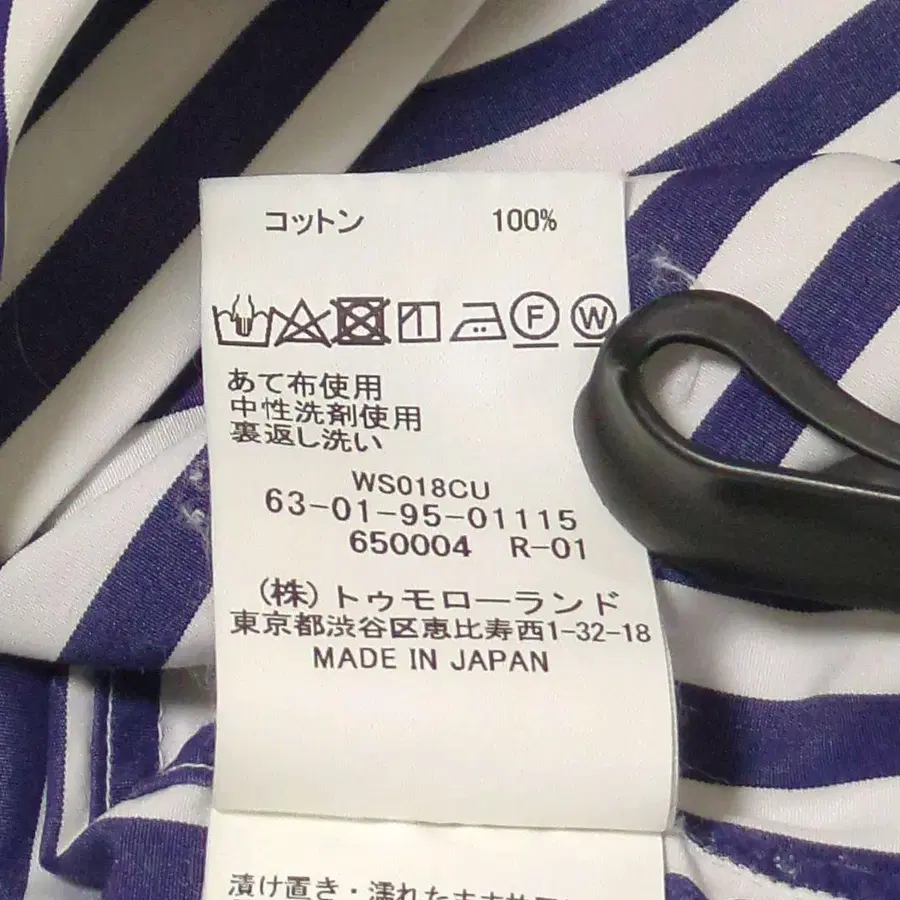 コットン 100%
F W
あて布使用
中性洗剤使用
裏返し洗い
WS018CU
63-01-95-01115
650004 R-01
(株)トゥモローランド
東京都渋谷区恵比寿西1-32-18
MADE IN JAPAN
漬け置き・濡れたま